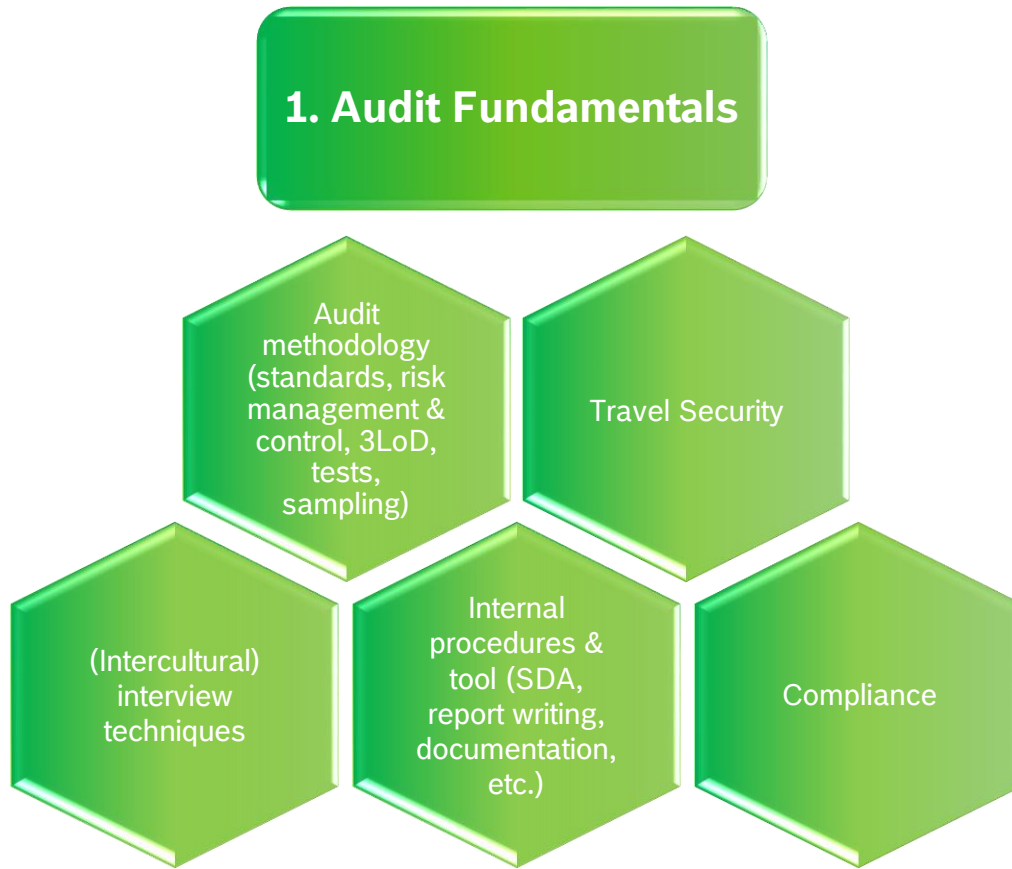 1. Audit Fundamentals
Audit
methodology
(standards, risk
management &
control, 3LoD,
tests,
sampling)
Travel Security
(Intercultural)
interview
techniques
Internal
procedures &
tool (SDA,
report writing,
documentation,
etc.)
Compliance